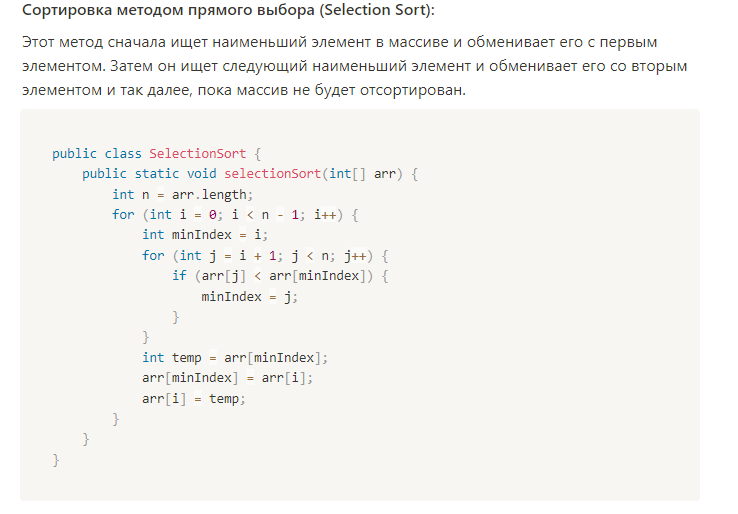 Сортировка методом прямого выбора (Selection Sort):
Этот метод сначала ищет наименьший элемент в массиве и обменивает его с первым
элементом. Затем он ищет следующий наименьший элемент и обменивает его со вторым
элементом и так далее, пока массив не будет отсортирован.
public class SelectionSort {
    public static void selectionSort(int[] arr) {
        int n = arr.length;
        for (int i = 0; i < n - 1; i++) {
            int minIndex = i;
            for (int j = i + 1; j < n; j++) {
                if (arr[j] < arr[minIndex]) {
                    minIndex = j;
                }
            }
            int temp = arr[minIndex];
            arr[minIndex] = arr[i];
            arr[i] = temp;
        }
    }
}